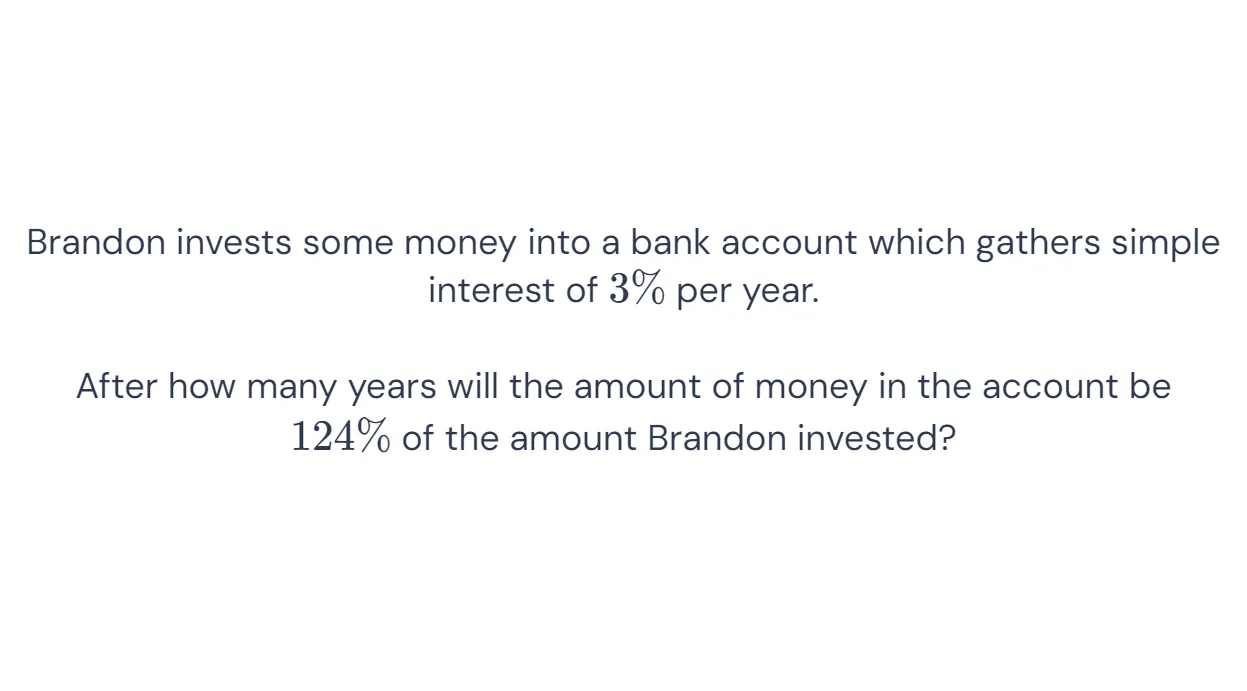 Brandon invests some money into a bank account which gathers simple
interest of 3% per year.
After how many years will the amount of money in the account be
124% of the amount Brandon invested?